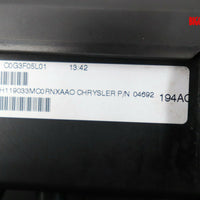 C0G3F05L01 13:42
H119033MC0RNXAAO CHRYSLER P/N 04692
194AC